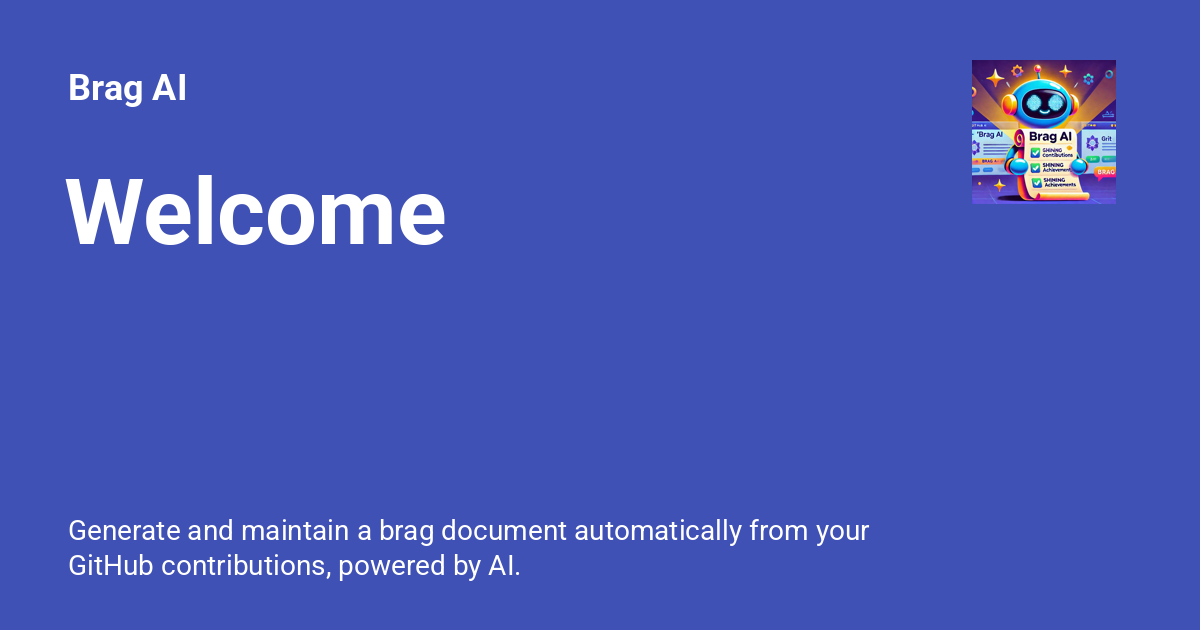 Brag AI
Welcome
Brag AI
SHINING
Contributions
SHINING
Achievement
SHINING
Achievements
'Brag AI
Grit
BRAG
Generate and maintain a brag document automatically from your
GitHub contributions, powered by AI.